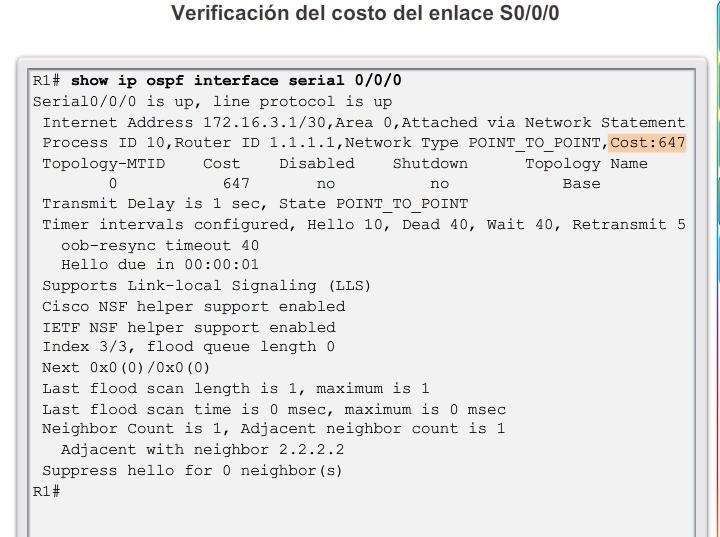 Verificación del costo del enlace S0/0/0
R1# show ip ospf interface serial 0/0/0
Serial0/0/0 is up, line protocol is up
Internet Address 172.16.3.1/30,Area 0,Attached via Network Statement
Process ID 10,Router ID 1.1.1.1,Network Type POINT_TO_POINT,Cost:647
Topology-MTID Cost Disabled Shutdown Topology Name
0 647 no no Base
Transmit Delay is 1 sec, State POINT_TO_POINT
Timer intervals configured, Hello 10, Dead 40, Wait 40, Retransmit 5
oob-resync timeout 40
Hello due in 00:00:01
Supports Link-local Signaling (LLS)
Cisco NSF helper support enabled
IETF NSF helper support enabled
Index 3/3, flood queue length 0
Next 0x0(0)/0x0(0)
Last flood scan length is 1, maximum is 1
Last flood scan time is 0 msec, maximum is 0 msec
Neighbor Count is 1, Adjacent neighbor count is 1
Adjacent with neighbor 2.2.2.2
Suppress hello for 0 neighbor(s)
R1#